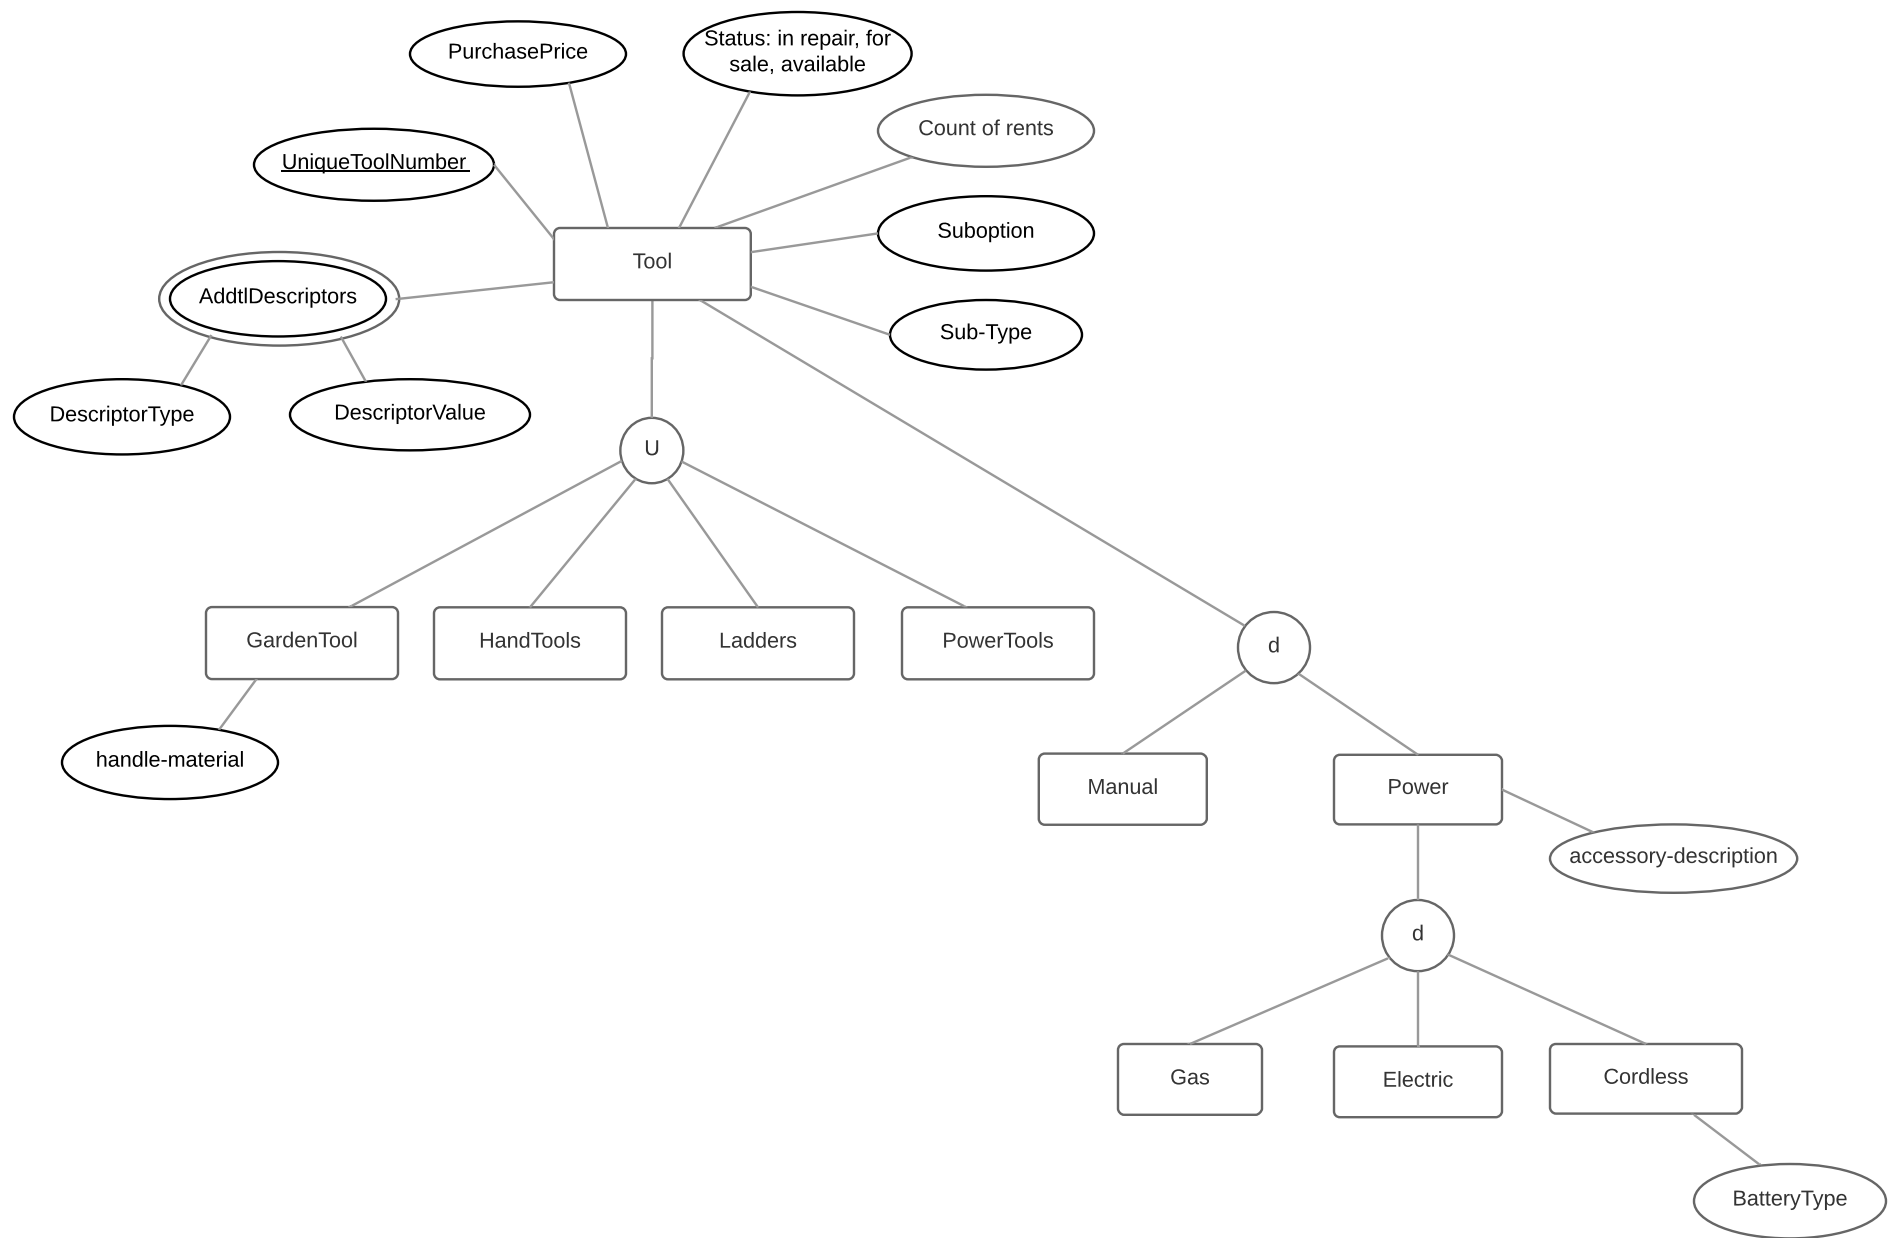 PurchasePrice
Status: in repair, for
sale, available
Count of rents
UniqueToolNumber
Suboption
Tool
AddtlDescriptors
Sub-Type
DescriptorType
DescriptorValue
U
GardenTool
HandTools
Ladders
PowerTools
d
handle-material
Manual
Power
accessory-description
d
Gas
Electric
Cordless
BatteryType